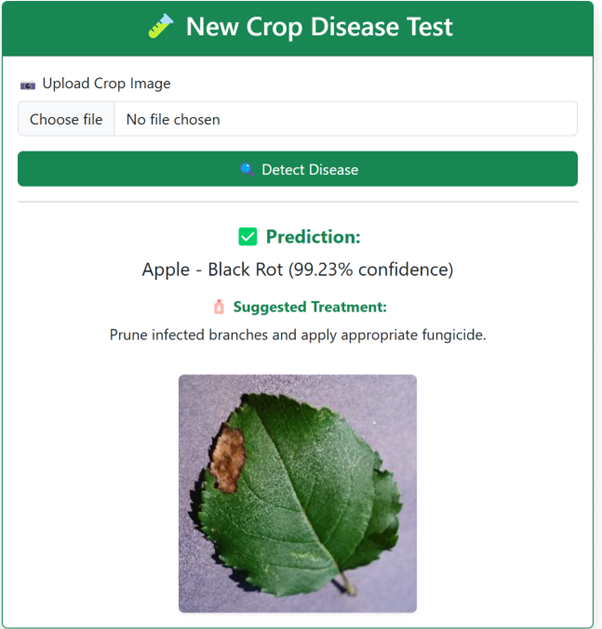 New Crop Disease Test
Upload Crop Image
Choose file No file chosen
Detect Disease
Prediction:
Apple - Black Rot (99.23% confidence)
Suggested Treatment:
Prune infected branches and apply appropriate fungicide.